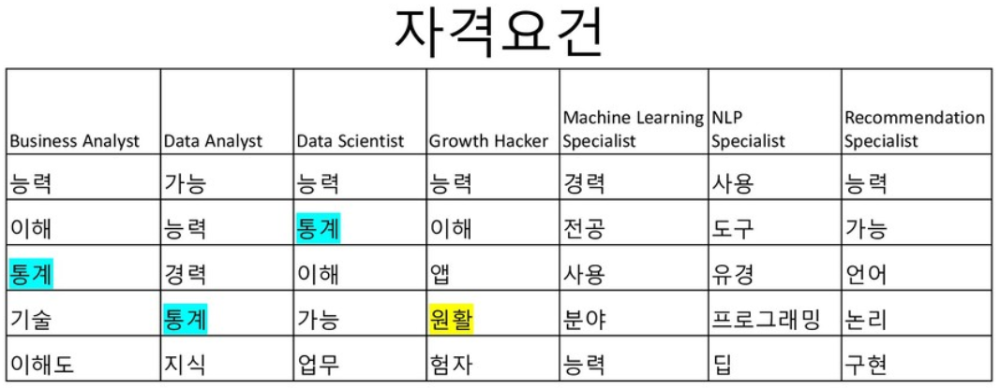 자격요건
Business Analyst	Data Analyst	Data Scientist	Growth Hacker	Machine Learning Specialist	NLP Specialist	Recommendation Specialist
능력	가능	능력	능력	경력	사용	능력
이해	능력	통계	이해	전공	도구	가능
통계	경력	이해	앱	사용	유경	언어
기술	통계	가능	원활	분야	프로그래밍	논리
이해도	지식	업무	험자	능력	딥	구현